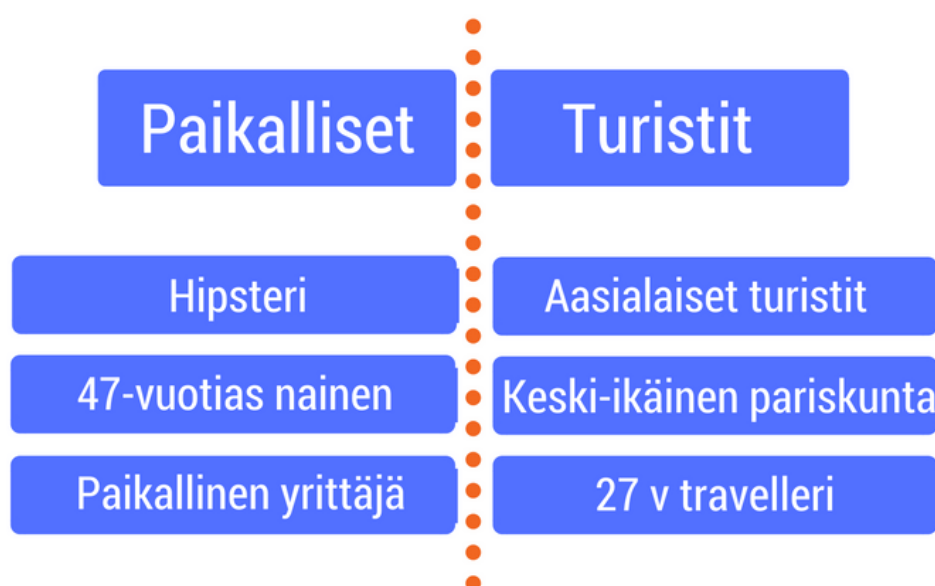 Paikalliset
Turistit
Hipsteri
Aasialaiset turistit
47-vuotias nainen
Keski-ikäinen pariskunta
Paikallinen yrittäjä
27 v travelleri